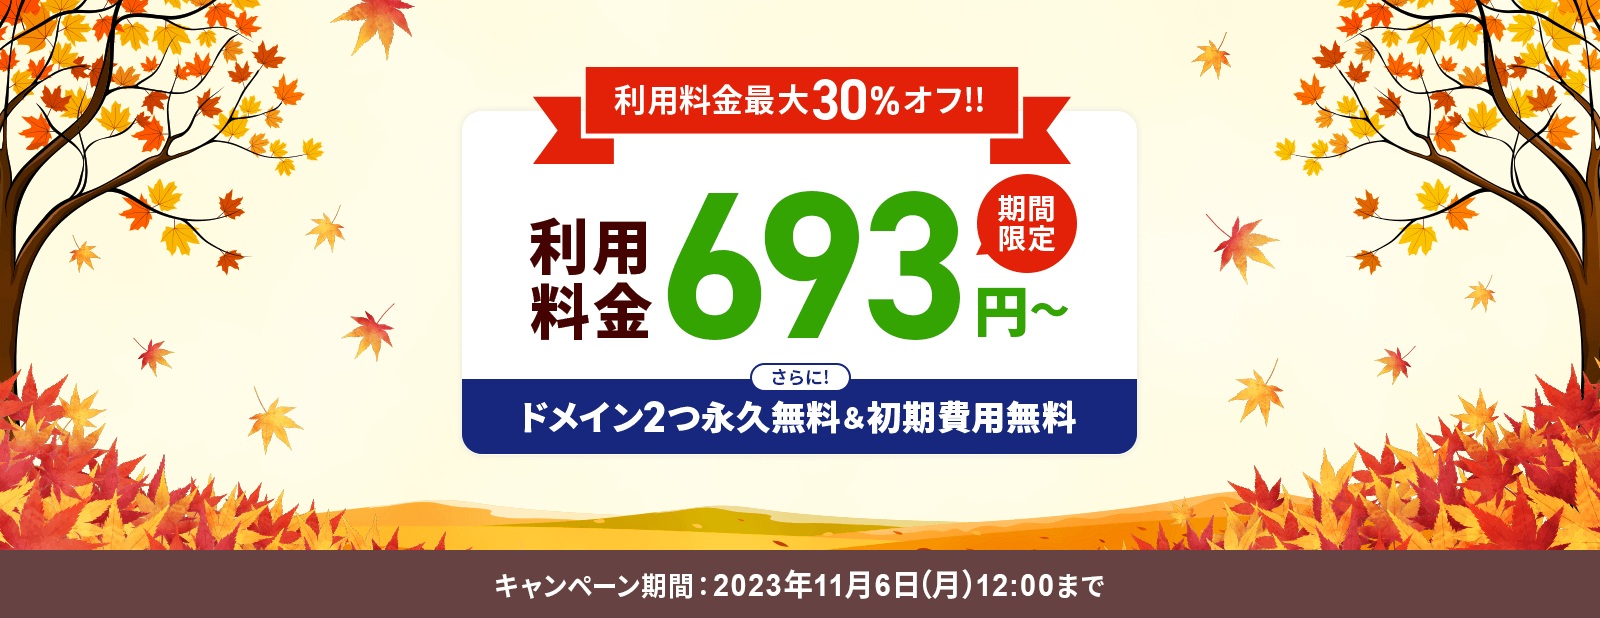 利用料金最大30%オフ!!
利用
料金
693
円～
期間
限定
さらに!
ドメイン2つ永久無料&初期費用無料
キャンペーン期間：2023年11月6日(月)12:00まで